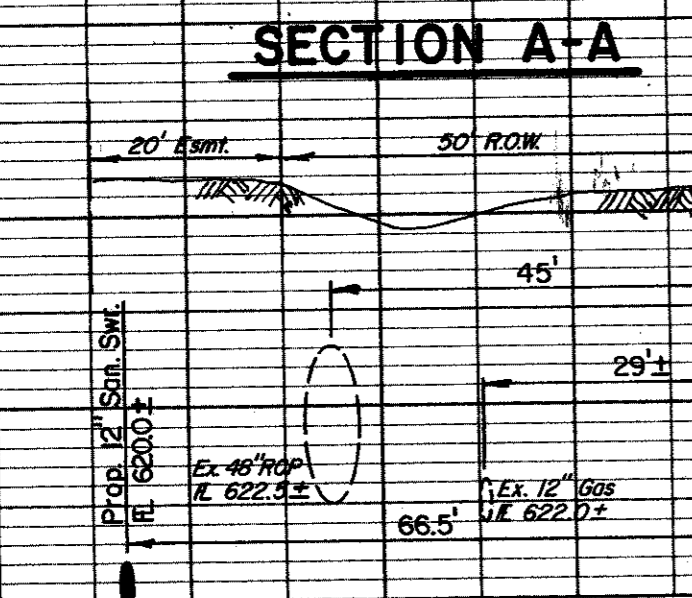 SECTION A-A
20' Esmt.
50' R.O.W.
45'
29'±
Prop. 12" San. Swr.
FL 620.0±
Ex. 48" RCP
FL 622.5±
Ex. 12" Gas
FL 622.0±
66.5'